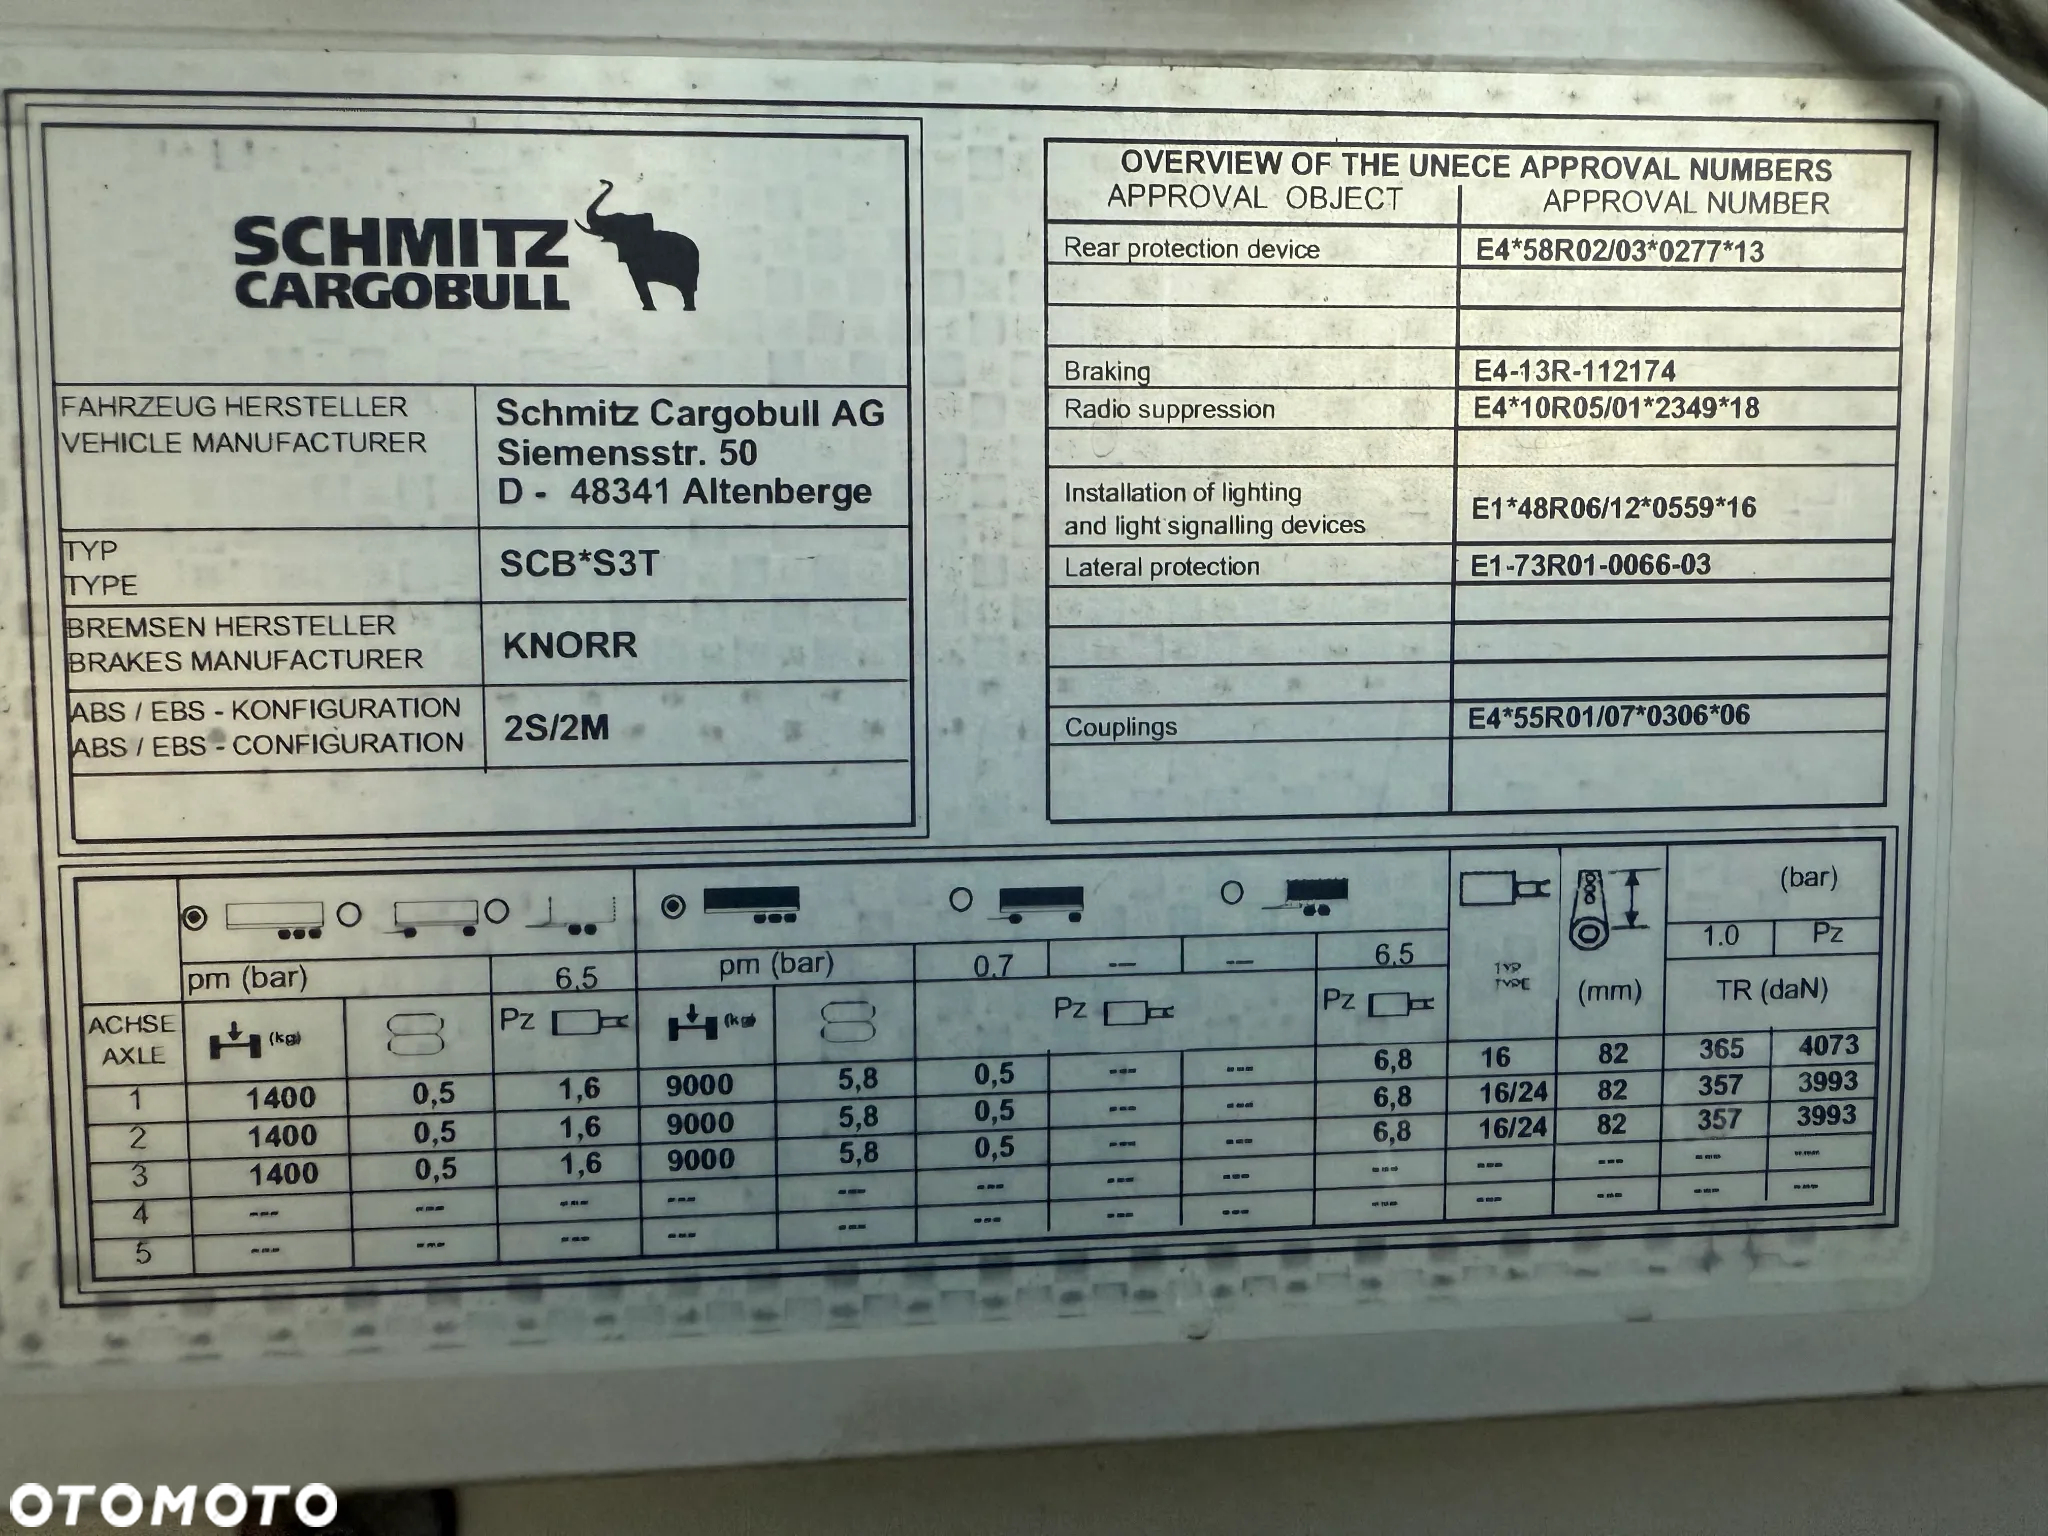 SCHMITZ
CARGOBULL
FAHRZEUG HERSTELLER
VEHICLE MANUFACTURER
Schmitz Cargobull AG
Siemensstr. 50
D - 48341 Altenberge
TYP
TYPE
SCB*S3T
BREMSEN HERSTELLER
BRAKES MANUFACTURER
KNORR
ABS / EBS - KONFIGURATION
ABS / EBS - CONFIGURATION
2S/2M
OVERVIEW OF THE UNECE APPROVAL NUMBERS
APPROVAL OBJECT APPROVAL NUMBER
Rear protection device E4*58R02/03*0277*13
Braking E4-13R-112174
Radio suppression E4*10R05/01*2349*18
Installation of lighting
and light signalling devices E1*48R06/12*0559*16
Lateral protection E1-73R01-0066-03
Couplings E4*55R01/07*0306*06
(bar)
1.0 Pz
pm (bar) 6.5 pm (bar) 0.7 --- --- 6.5
TYP
TYPE
(mm) TR (daN)
ACHSE
AXLE
(kg) Pz (kg) Pz Pz
1 1400 0,5 1,6 9000 5,8 0,5 --- --- 6,8 16 82 365 4073
2 1400 0,5 1,6 9000 5,8 0,5 --- --- 6,8 16/24 82 357 3993
3 1400 0,5 1,6 9000 5,8 0,5 --- --- 6,8 16/24 82 357 3993
4 --- --- --- --- --- --- --- --- --- --- --- --- ---
5 --- --- --- --- --- --- --- --- --- --- --- --- ---
OTOMOTO